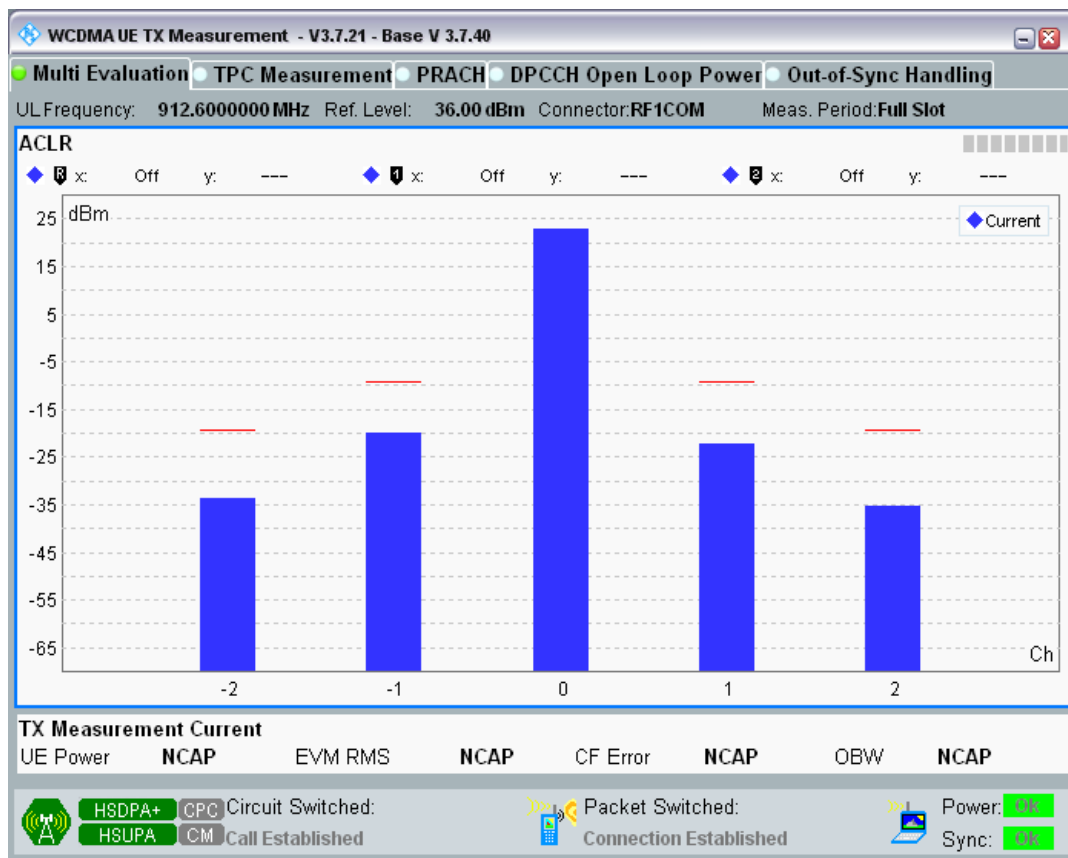 WCDMA UE TX Measurement - V3.7.21 - Base V 3.7.40
Multi Evaluation TPC Measurement PRACH DPCCH Open Loop Power Out-of-Sync Handling
UL Frequency: 912.6000000 MHz Ref. Level: 36.00 dBm Connector:RF1COM Meas. Period:Full Slot
ACLR
R x: Off y: --- 1 x: Off y: --- 2 x: Off y: ---
dBm
Current
25
15
5
-5
-15
-25
-35
-45
-55
-65
Ch
-2 -1 0 1 2
TX Measurement Current
UE Power NCAP EVM RMS NCAP CF Error NCAP OBW NCAP
HSDPA+ CPC Circuit Switched: Packet Switched: Power: OK
HSUPA CM Call Established Connection Established Sync: OK